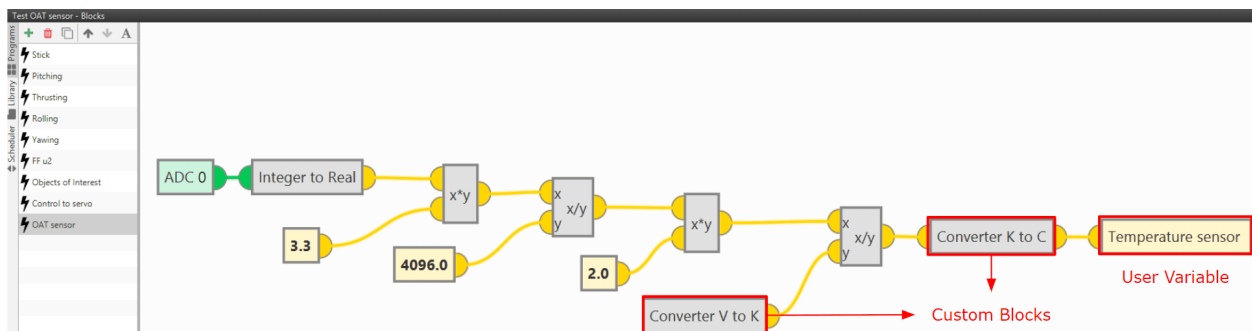 Test OAT sensor - Blocks
Programs
Library
Scheduler
A
Stick
Pitching
Thrusting
Rolling
Yawing
FF u2
Objects of Interest
Control to servo
OAT sensor
ADC 0
Integer to Real
x*y
3.3
x
x/y
y
4096.0
x*y
2.0
x
x/y
y
Converter V to K
Converter K to C
Temperature sensor
User Variable
Custom Blocks